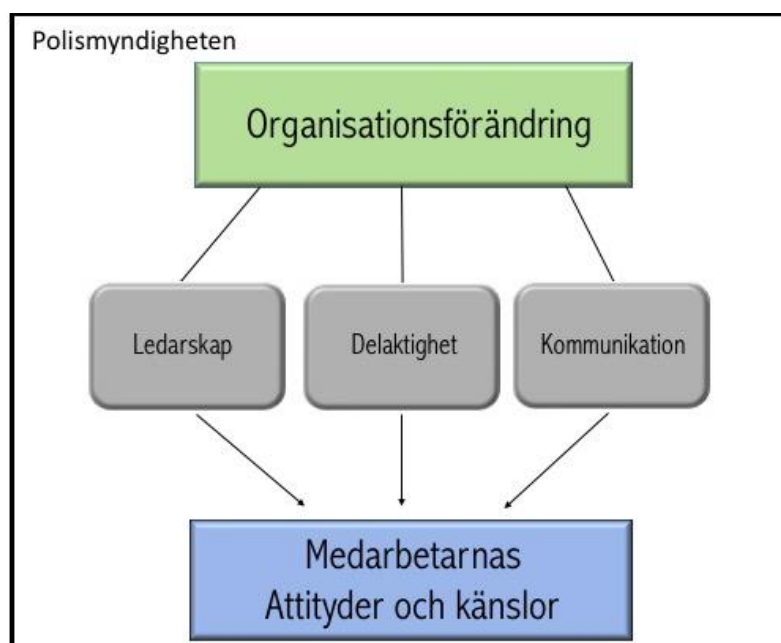 Polismyndigheten
Organisationsförändring
Ledarskap
Delaktighet
Kommunikation
Medarbetarnas
Attityder och känslor